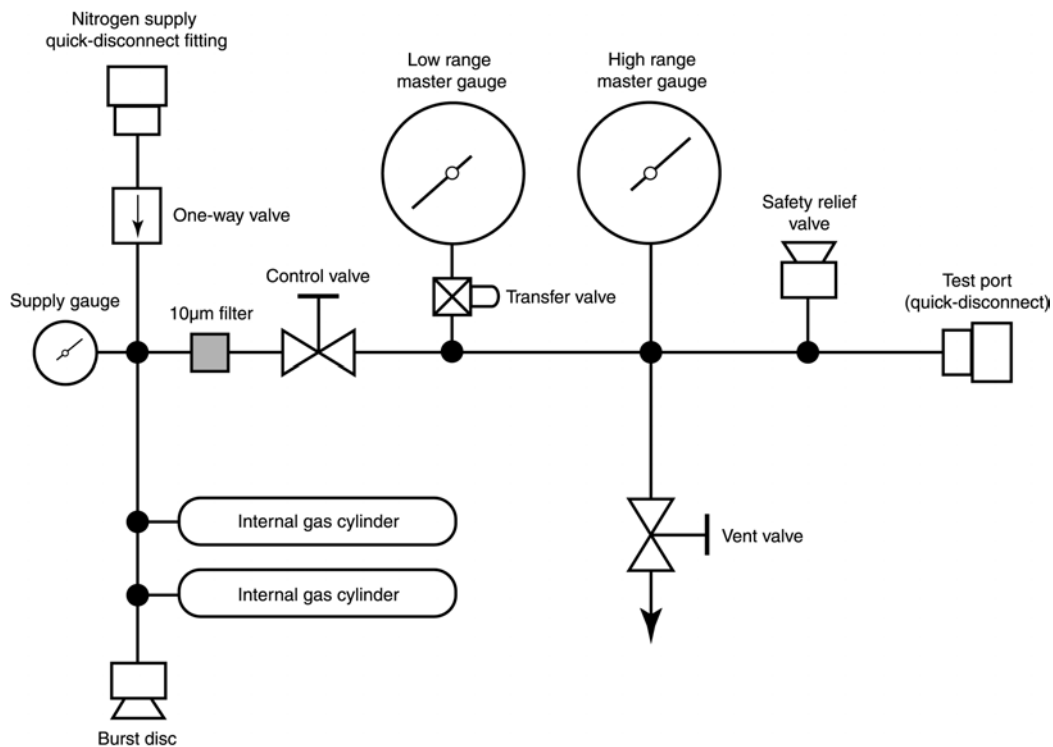 Nitrogen supply
quick-disconnect fitting
Low range
master gauge
High range
master gauge
One-way valve
Safety relief
valve
Control valve
Transfer valve
Test port
(quick-disconnect)
Supply gauge
10µm filter
Internal gas cylinder
Vent valve
Internal gas cylinder
Burst disc